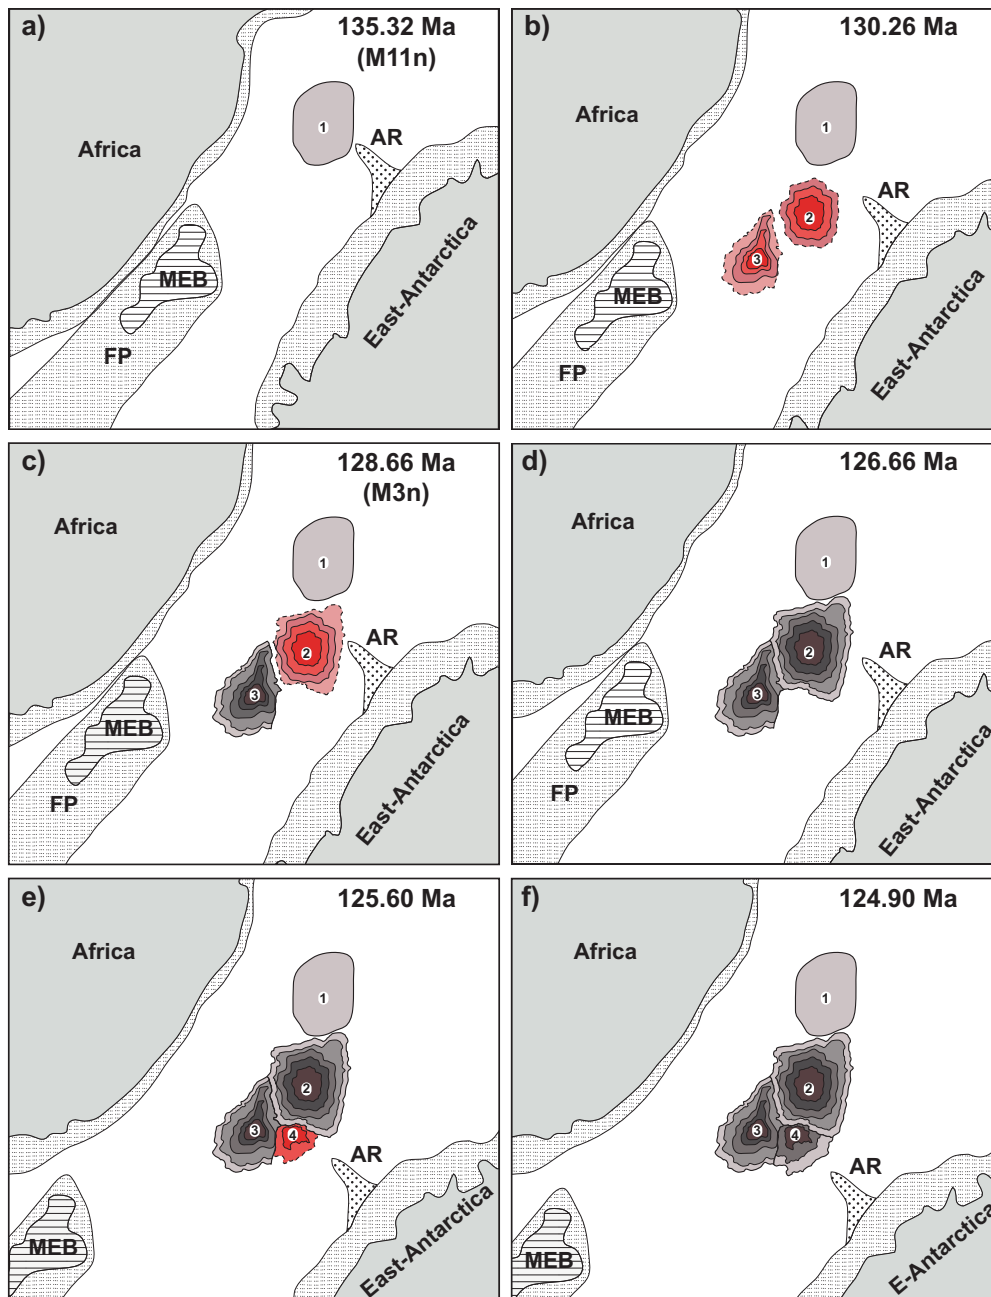 a)
135.32 Ma
(M11n)
Africa
1
AR
MEB
FP
East-Antarctica
b)
130.26 Ma
Africa
1
AR
2
3
MEB
FP
East-Antarctica
c)
128.66 Ma
(M3n)
Africa
1
AR
2
3
MEB
FP
East-Antarctica
d)
126.66 Ma
Africa
1
AR
2
3
MEB
FP
East-Antarctica
e)
125.60 Ma
Africa
1
2
3
4
AR
MEB
East-Antarctica
f)
124.90 Ma
Africa
1
2
3
4
AR
MEB
E-Antarctica